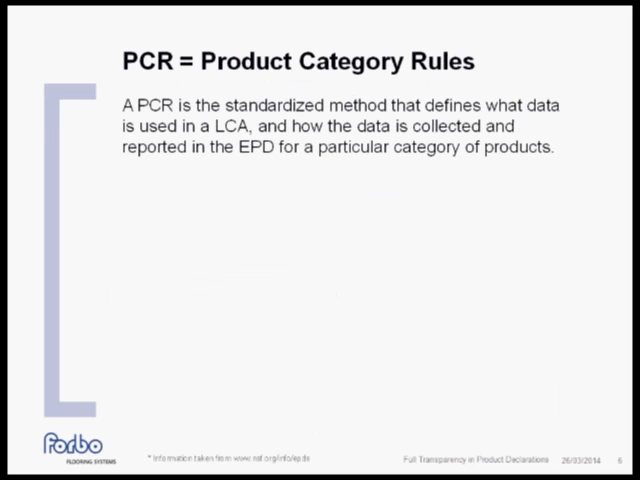 PCR = Product Category Rules
A PCR is the standardized method that defines what data
is used in a LCA, and how the data is collected and
reported in the EPD for a particular category of products.
Forbo
FLOORING SYSTEMS
* Information taken from www.nsf.org/info/epds
Full Transparency in Product Declarations 26/03/2014 6